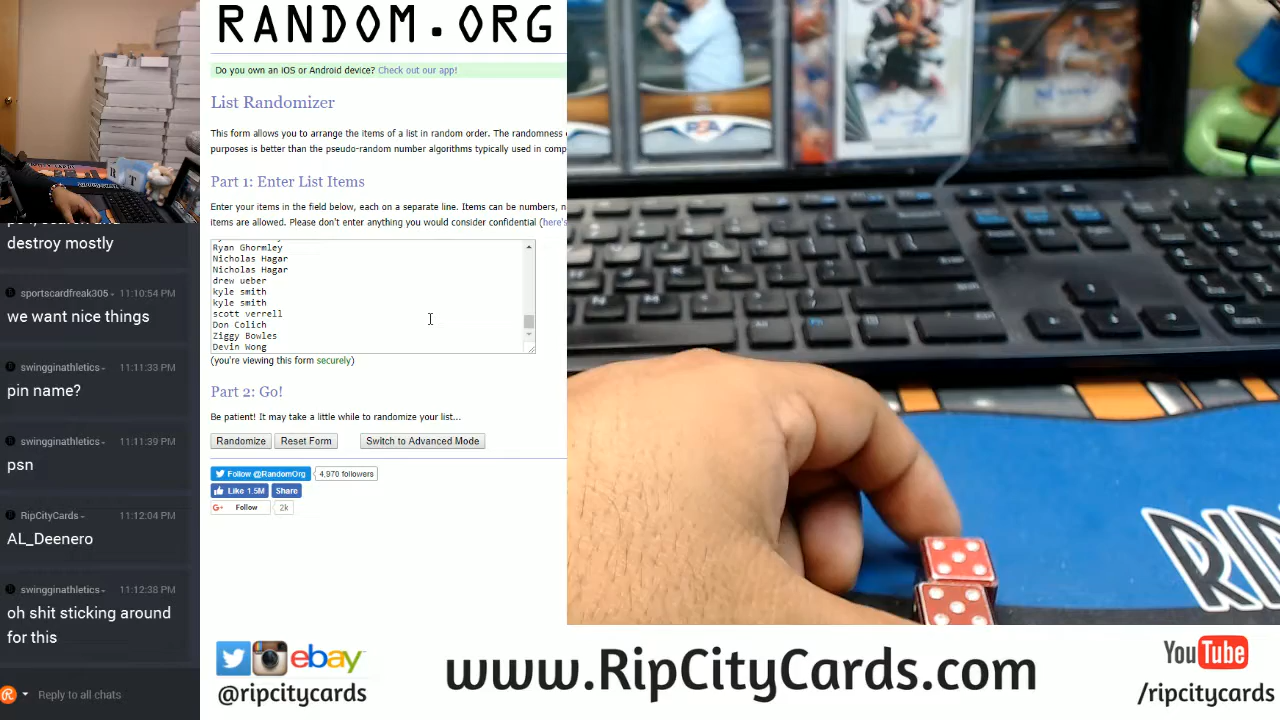 destroy mostly
sportscardfreak305 11:10:54 PM
we want nice things
swingginathletics 11:11:33 PM
pin name?
swingginathletics 11:11:39 PM
psn
RipCityCards 11:12:04 PM
AL_Deenero
swingginathletics 11:12:38 PM
oh shit sticking around
for this
Reply to all chats
RANDOM.ORG
Do you own an iOS or Android device? Check out our app!
List Randomizer
This form allows you to arrange the items of a list in random order. The randomness
purposes is better than the pseudo-random number algorithms typically used in
Part 1: Enter List Items
Enter your items in the field below, each on a separate line. Items can be numbers,
items are allowed. Please don't enter anything you would consider confidential (here's
Ryan Ghormley
Nicholas Hagar
Nicholas Hagar
drew ueber
kyle smith
kyle smith
scott verrell
Don Colich
Ziggy Bowles
Devin Wong
(you're viewing this form securely)
Part 2: Go!
Be patient! It may take a little while to randomize your list...
Randomize Reset Form Switch to Advanced Mode
Follow @RandomOrg 4,970 followers
Like 1.5M Share
G+ Follow 2k
RIP
ebay
@ripcitycards
www.RipCityCards.com
YouTube
/ripcitycards